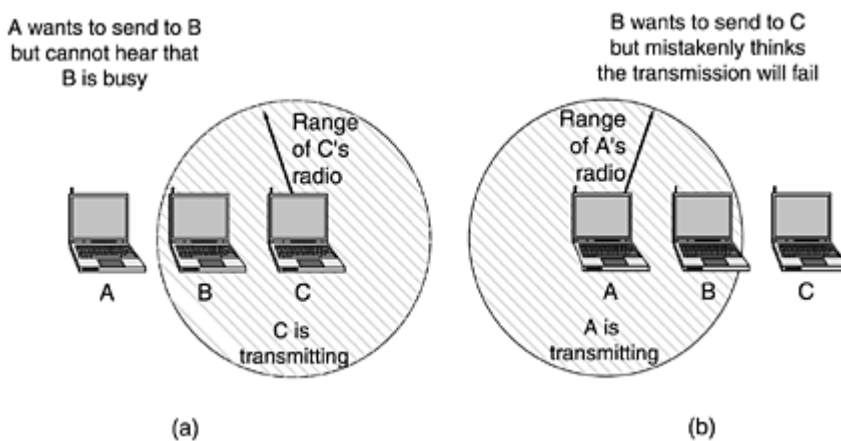 A wants to send to B
but cannot hear that
B is busy
Range
of C's
radio
A
B
C
C is
transmitting
(a)
B wants to send to C
but mistakenly thinks
the transmission will fail
Range
of A's
radio
A
B
C
A is
transmitting
(b)